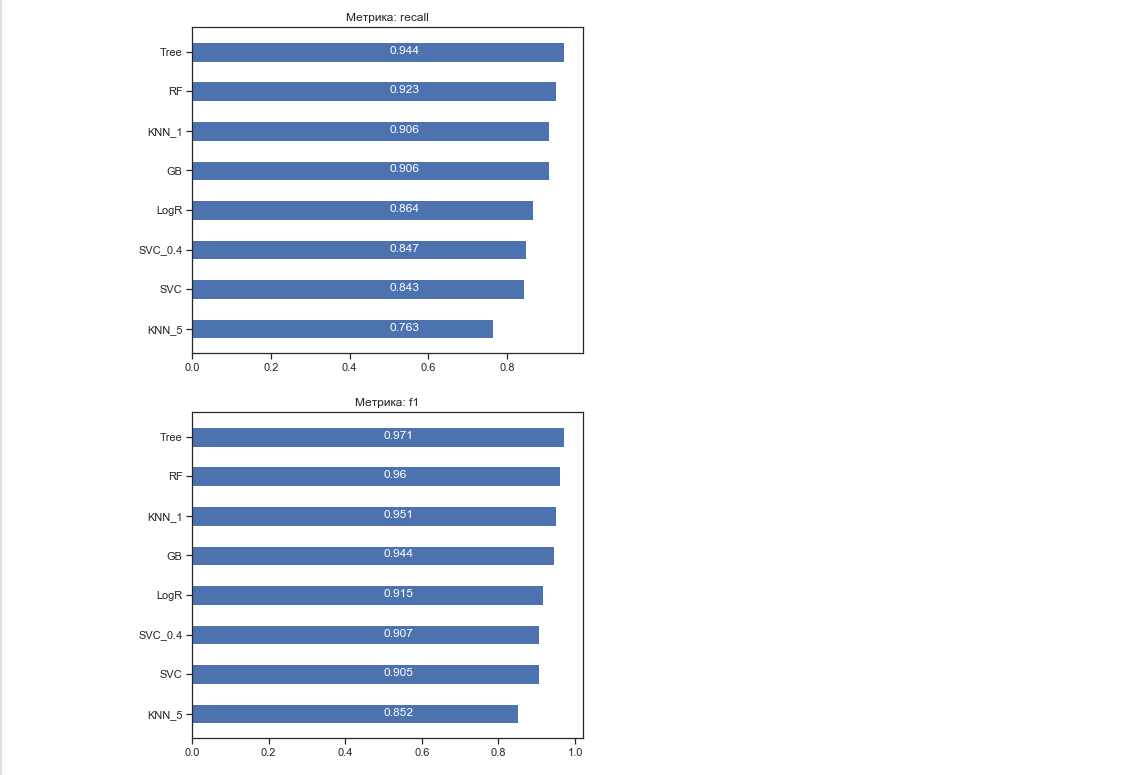 Метрика: recall
Tree 0.944
RF 0.923
KNN_1 0.906
GB 0.906
LogR 0.864
SVC_0.4 0.847
SVC 0.843
KNN_5 0.763
0.0 0.2 0.4 0.6 0.8
Метрика: f1
Tree 0.971
RF 0.96
KNN_1 0.951
GB 0.944
LogR 0.915
SVC_0.4 0.907
SVC 0.905
KNN_5 0.852
0.0 0.2 0.4 0.6 0.8 1.0